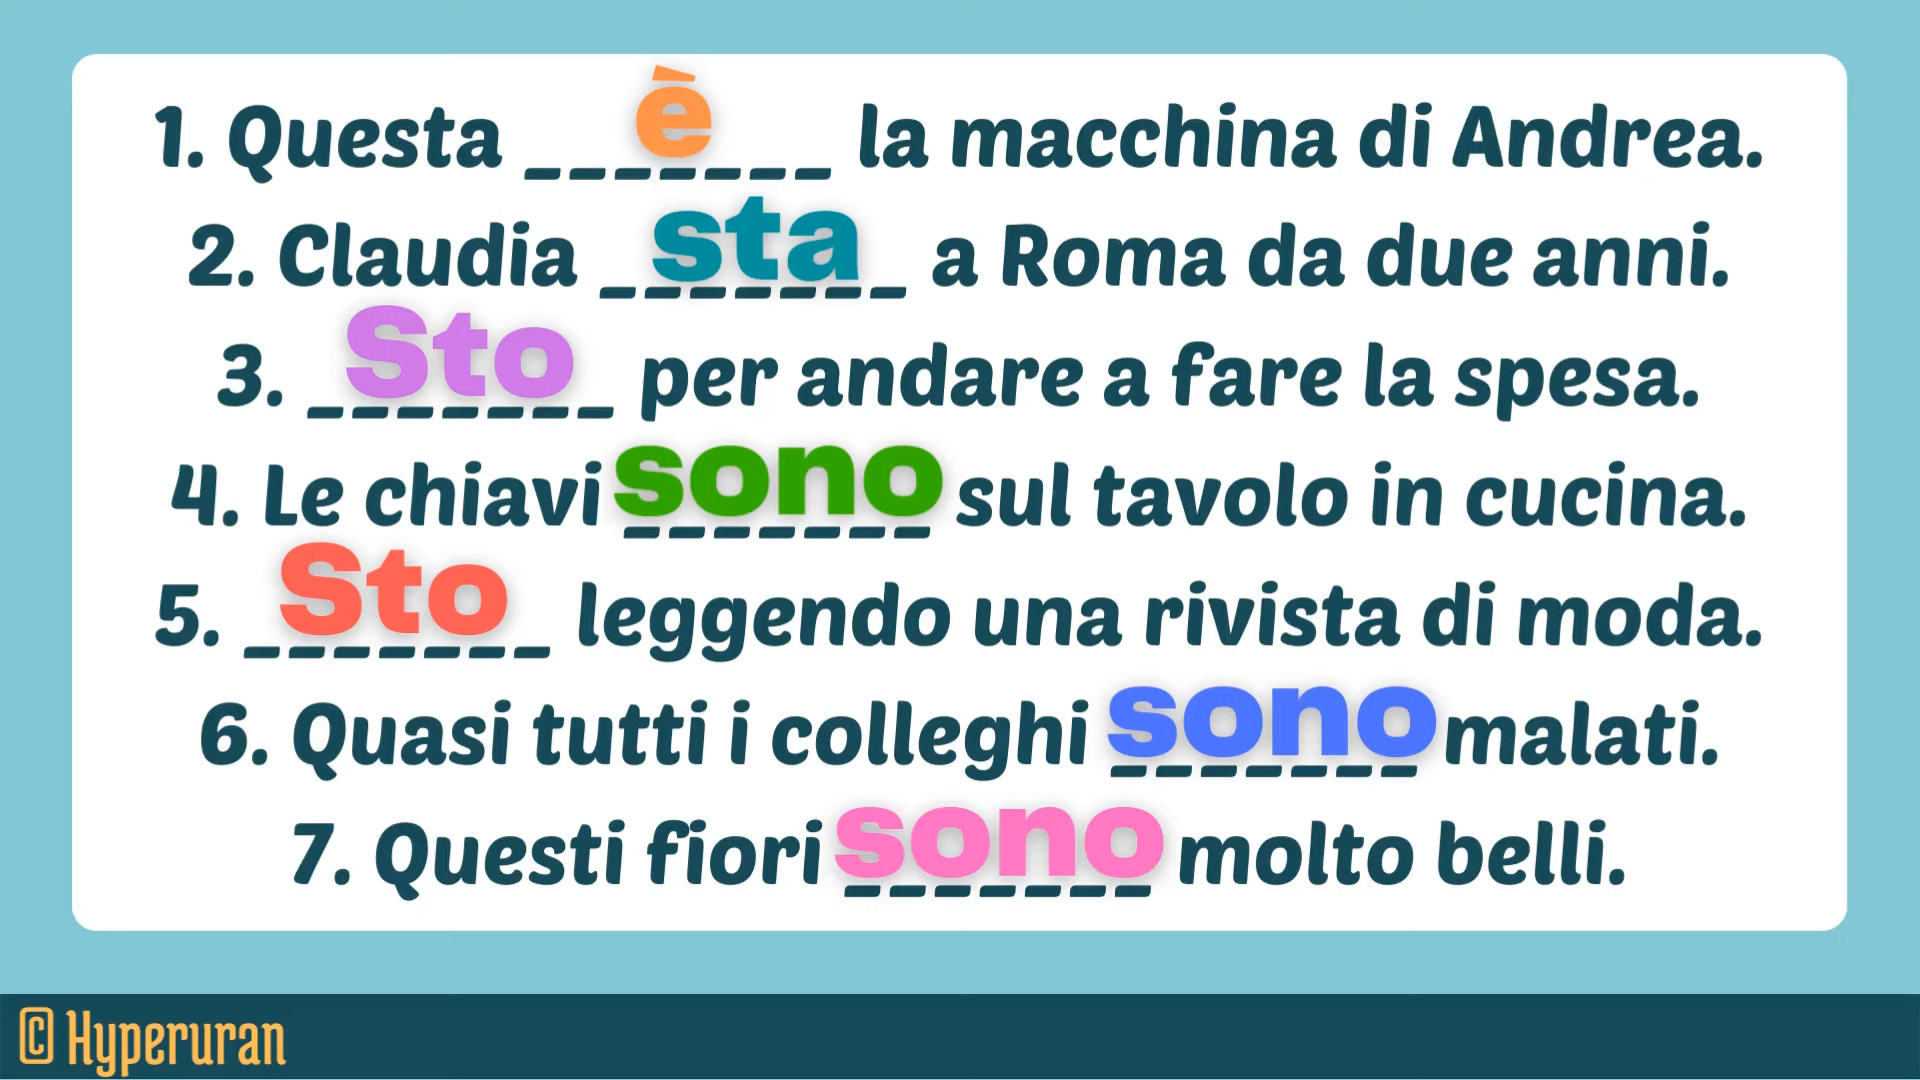 1. Questa è la macchina di Andrea.
2. Claudia sta a Roma da due anni.
3. Sto per andare a fare la spesa.
4. Le chiavi sono sul tavolo in cucina.
5. Sto leggendo una rivista di moda.
6. Quasi tutti i colleghi sono malati.
7. Questi fiori sono molto belli.
© Hyperuran